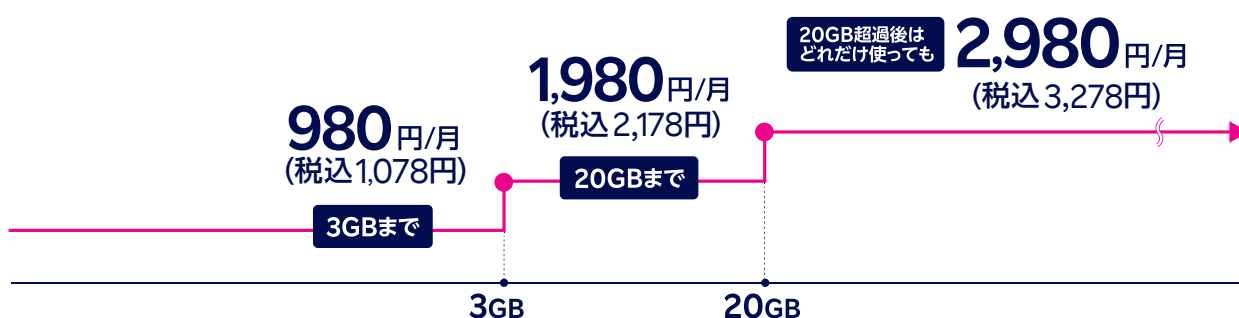 980円/月
(税込1,078円)
3GBまで
1,980円/月
(税込2,178円)
20GBまで
20GB超過後は
どれだけ使っても
2,980円/月
(税込3,278円)
3GB
20GB